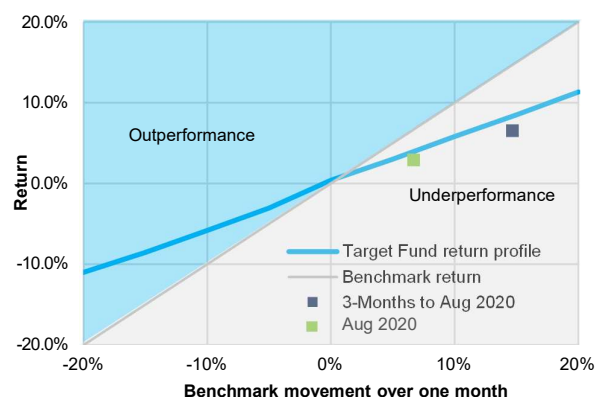 20.0%
10.0%
0.0%
-10.0%
-20.0%
Return
Outperformance
Underperformance
Target Fund return profile
Benchmark return
3-Months to Aug 2020
Aug 2020
-20%
-10%
0%
10%
20%
Benchmark movement over one month